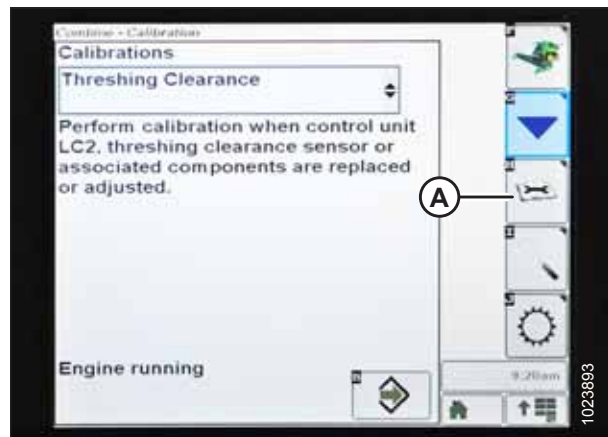 Combine - Calibration
Calibrations
Threshing Clearance
Perform calibration when control unit
LC2, threshing clearance sensor or
associated components are replaced
or adjusted.
A
Engine running
9:20am
1023893